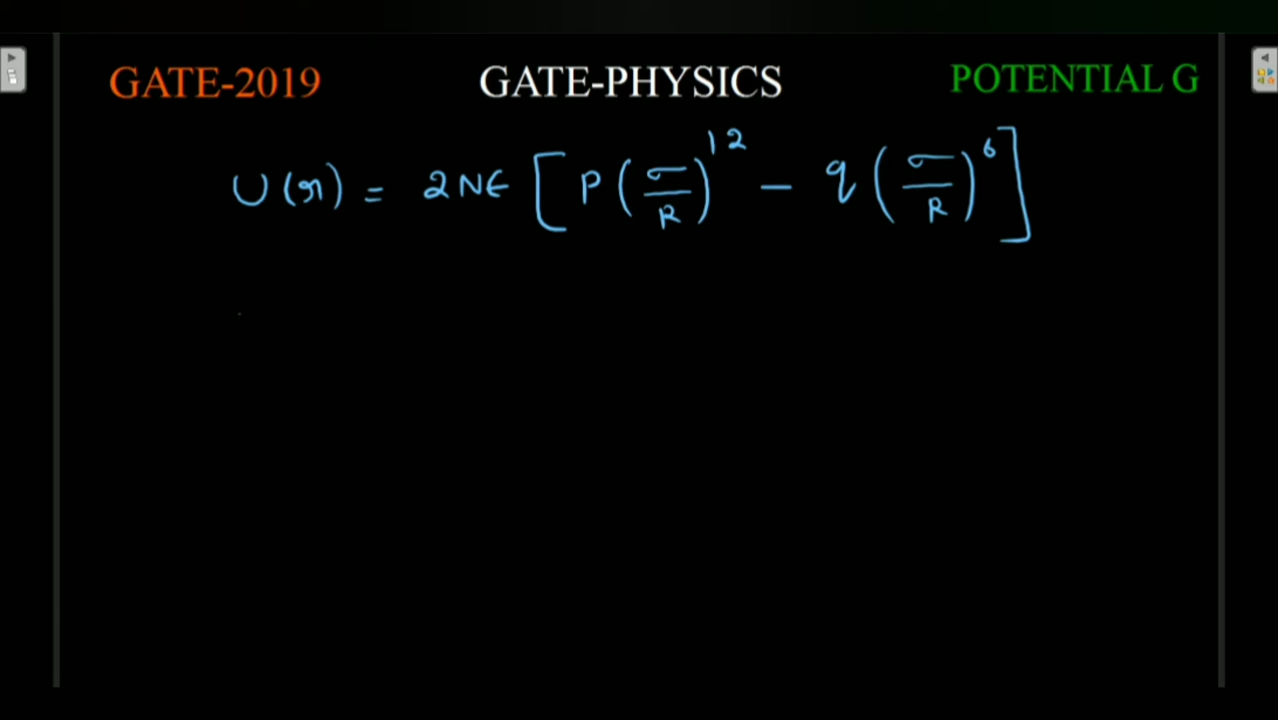 GATE-2019 GATE-PHYSICS POTENTIAL G
U(r) = 2Nϵ [ P (σ/R)^12 - q (σ/R)^6 ]